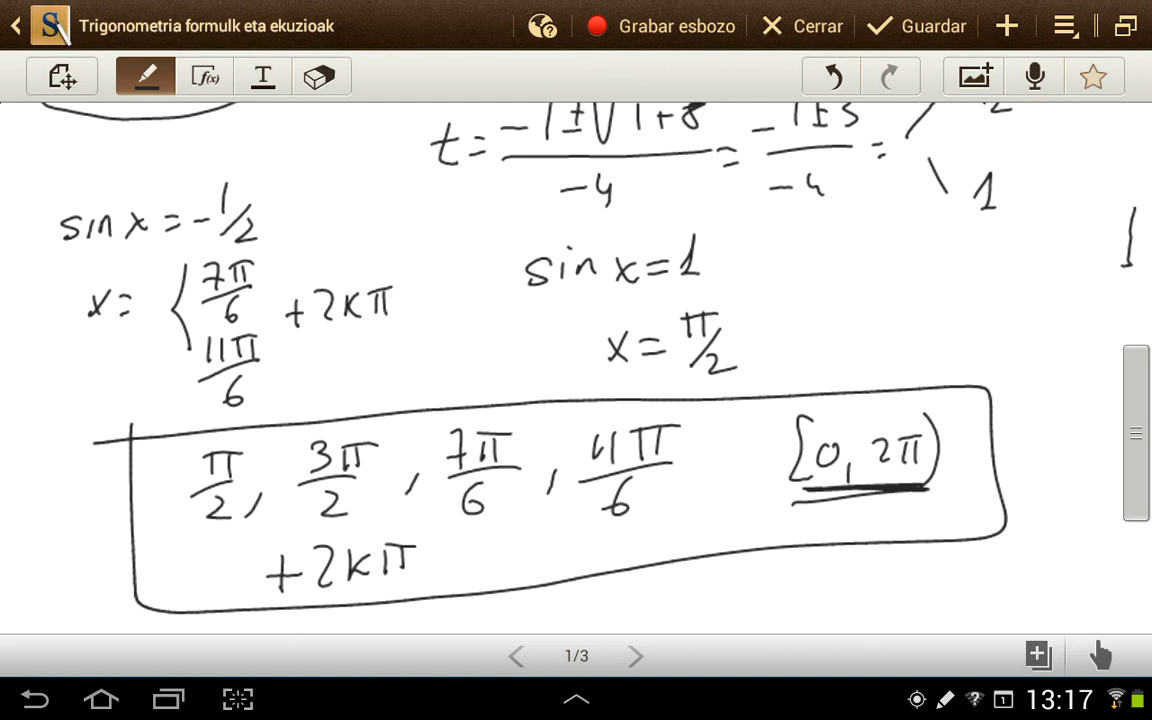 Trigonometria formulk eta ekuzioak
Grabar esbozo
Cerrar
Guardar
f(x)
T
t = (-1±√1+8)/-4 = (-1±3)/-4 =
2
1
sin x = -1/2
x = { 7π/6
11π/6
+2kπ
sin x = 1
x = π/2
π/2, 3π/2, 7π/6, 11π/6 [0, 2π)
+2kπ
1/3
13:17